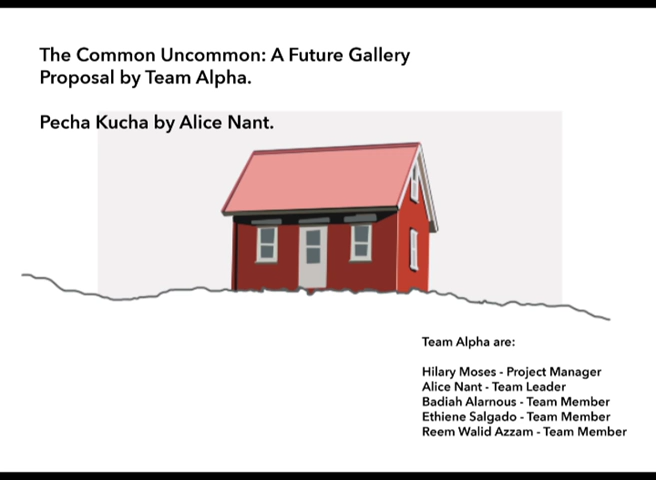 The Common Uncommon: A Future Gallery
Proposal by Team Alpha.
Pecha Kucha by Alice Nant.
Team Alpha are:
Hilary Moses - Project Manager
Alice Nant - Team Leader
Badiah Alarnous - Team Member
Ethiene Salgado - Team Member
Reem Walid Azzam - Team Member